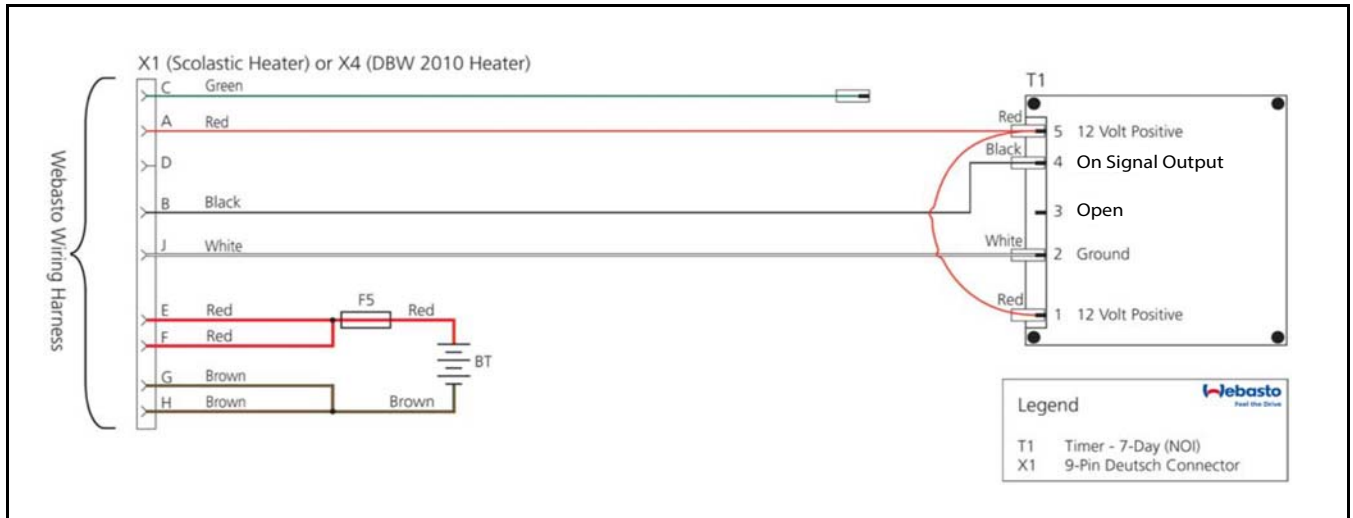 X1 (Scolastic Heater) or X4 (DBW 2010 Heater)
Webasto Wiring Harness
C Green
A Red
D
B Black
J White
E Red
F5
Red
F Red
BT
G Brown
H Brown
Brown
T1
Red
5 12 Volt Positive
Black
4 On Signal Output
3 Open
White
2 Ground
Red
1 12 Volt Positive
Webasto
Feel the Drive
Legend
T1 Timer - 7-Day (NOI)
X1 9-Pin Deutsch Connector